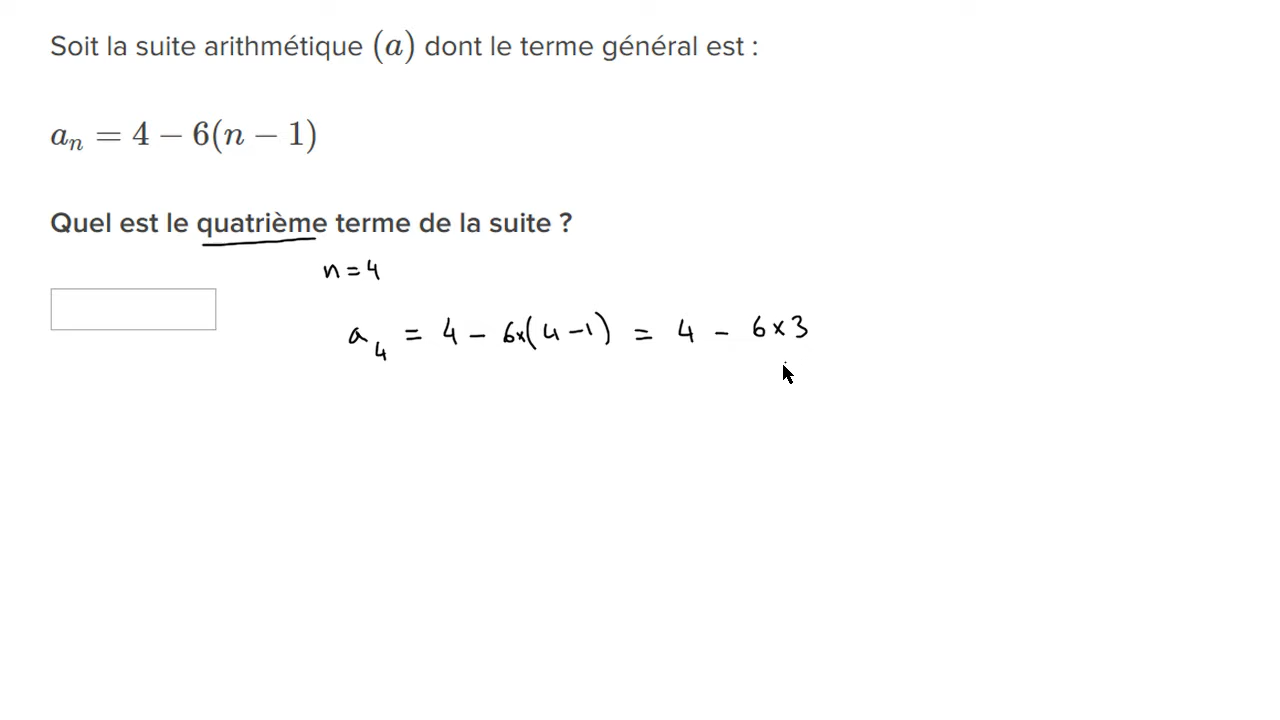 Soit la suite arithmétique (a) dont le terme général est :
aₙ = 4 − 6(n − 1)
Quel est le quatrième terme de la suite ?
n = 4
a₄ = 4 − 6×(4−1) = 4 − 6×3